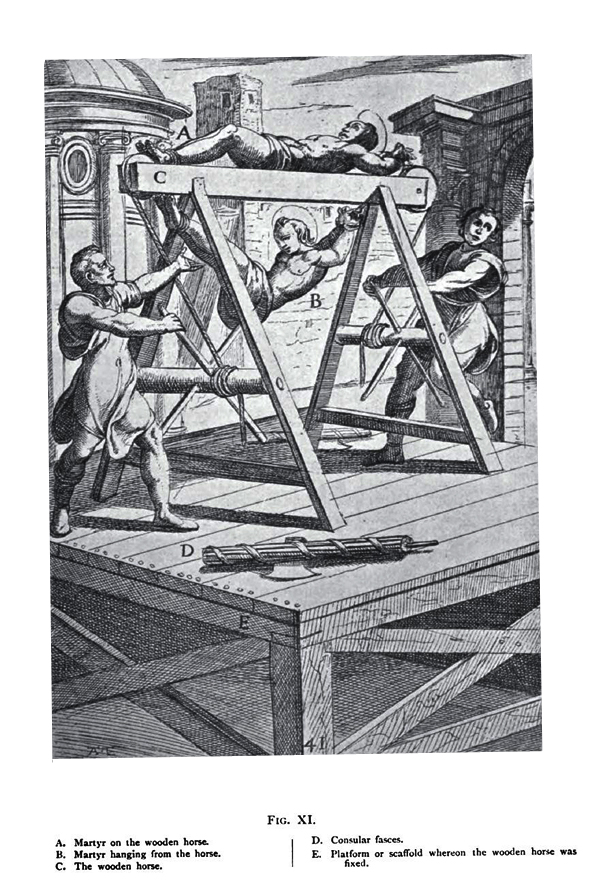 A
C
B
D
E
41
FIG. XI.
A. Martyr on the wooden horse.
B. Martyr hanging from the horse.
C. The wooden horse.
D. Consular fasces.
E. Platform or scaffold whereon the wooden horse was
fixed.